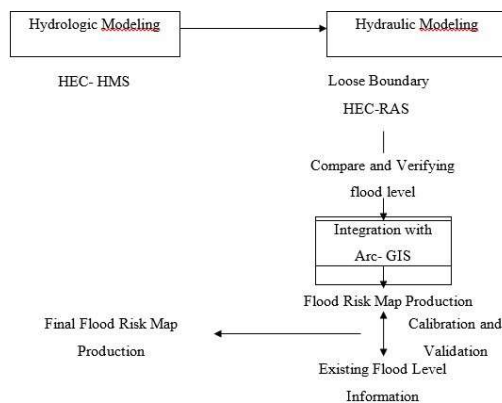 Hydrologic Modeling
Hydraulic Modeling
HEC- HMS
Loose Boundary
HEC-RAS
Compare and Verifying
flood level
Integration with
Arc- GIS
Flood Risk Map Production
Final Flood Risk Map
Production
Calibration and
Validation
Existing Flood Level
Information